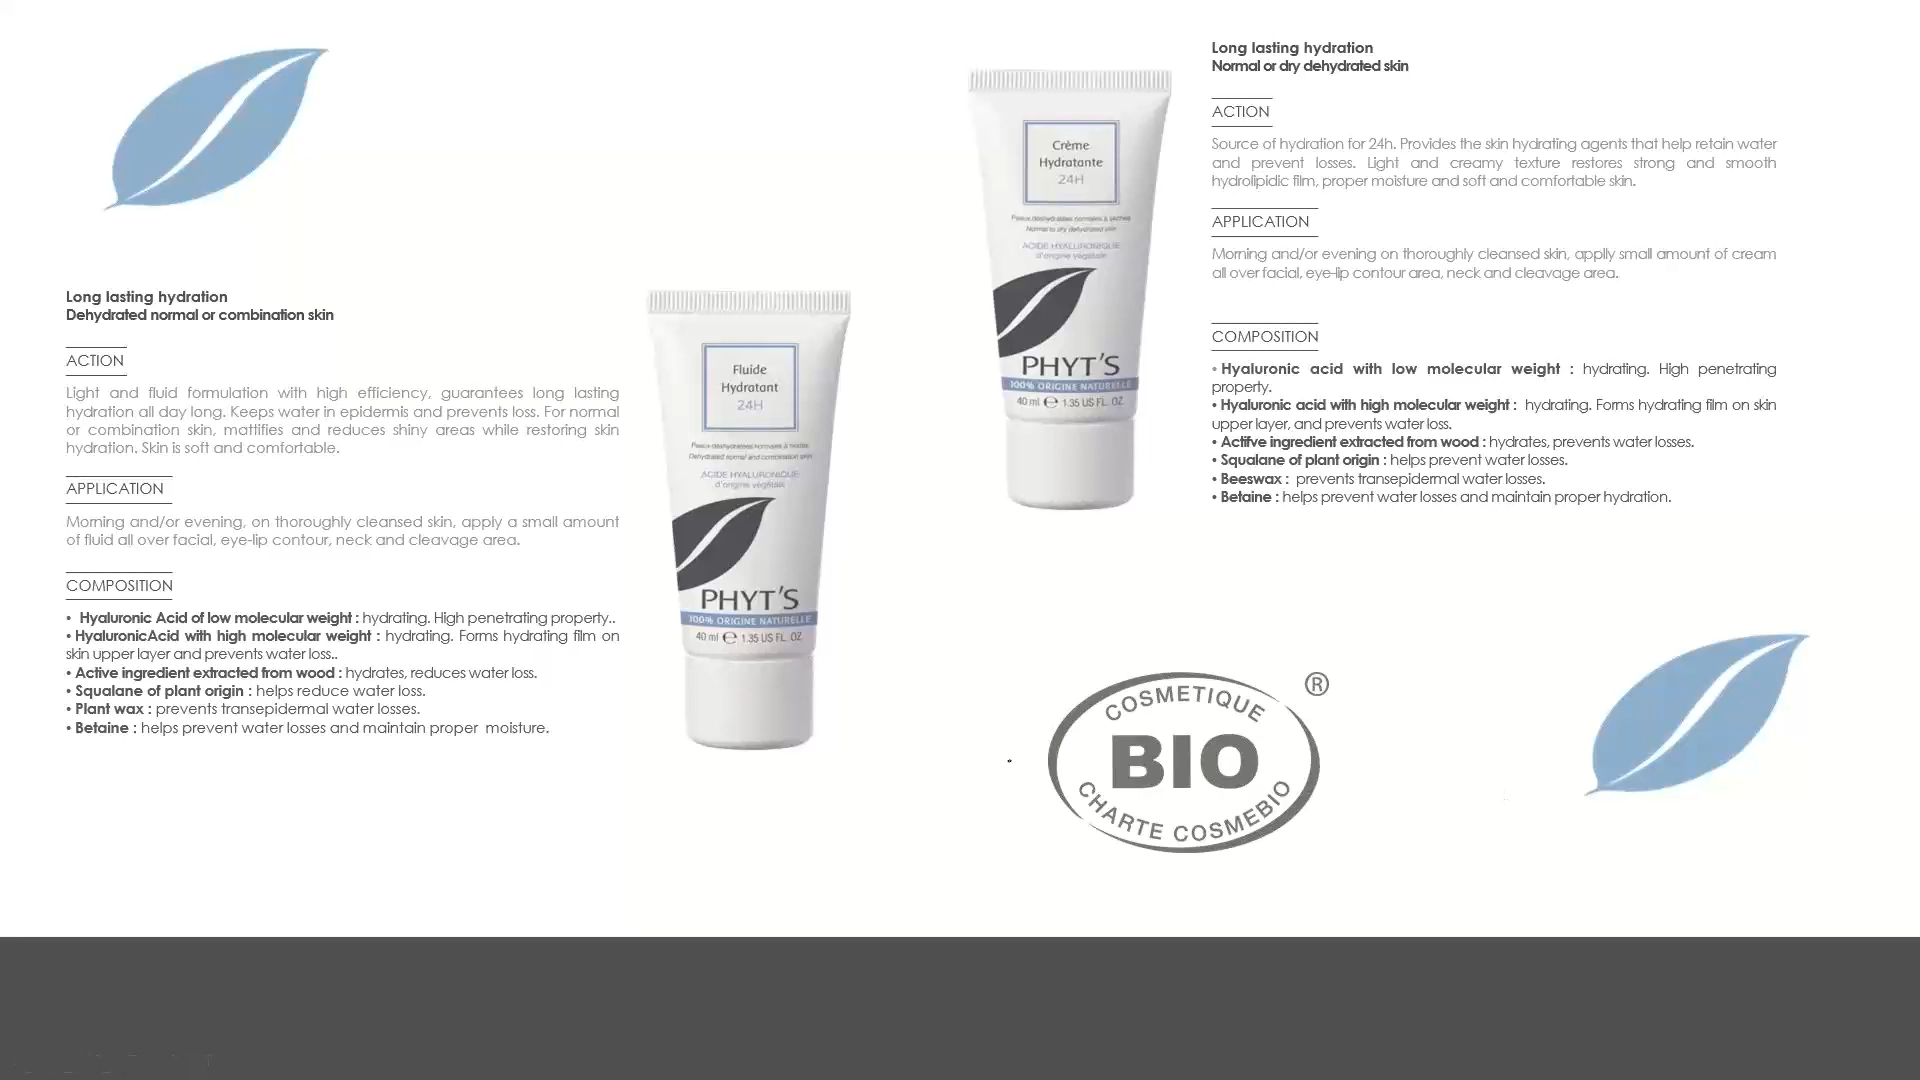 Long lasting hydration
Dehydrated normal or combination skin
ACTION
Light and fluid formulation with high efficiency, guarantees long lasting
hydration all day long. Keeps water in epidermis and prevents loss. For normal
or combination skin, mattifies and reduces shiny areas while restoring skin
hydration. Skin is soft and comfortable.
APPLICATION
Morning and/or evening, on thoroughly cleansed skin, apply a small amount
of fluid all over facial, eye-lip contour, neck and cleavage area.
COMPOSITION
• Hyaluronic Acid of low molecular weight : hydrating. High penetrating property..
• HyaluronicAcid with high molecular weight : hydrating. Forms hydrating film on
skin upper layer and prevents water loss..
• Active ingredient extracted from wood : hydrates, reduces water loss.
• Squalane of plant origin : helps reduce water loss.
• Plant wax : prevents transepidermal water losses.
• Betaine : helps prevent water losses and maintain proper moisture.
Fluide
Hydratant
24H
Peaux déshydratées normales à mixtes
Dehydrated normal and combination skin
ACIDE HYALURONIQUE
d'origine végétale
PHYT'S
100% ORIGINE NATURELLE
40 ml e 1.35 US FL. OZ
Crème
Hydratante
24H
Peaux déshydratées normales à sèches
Normal to dry dehydrated skin
ACIDE HYALURONIQUE
d'origine végétale
PHYT'S
100% ORIGINE NATURELLE
40 ml e 1.35 US FL. OZ
Long lasting hydration
Normal or dry dehydrated skin
ACTION
Source of hydration for 24h. Provides the skin hydrating agents that help retain water
and prevent losses. Light and creamy texture restores strong and smooth
hydrolipidic film, proper moisture and soft and comfortable skin.
APPLICATION
Morning and/or evening on thoroughly cleansed skin, applly small amount of cream
all over facial, eye-lip contour area, neck and cleavage area.
COMPOSITION
• Hyaluronic acid with low molecular weight : hydrating. High penetrating
property.
• Hyaluronic acid with high molecular weight : hydrating. Forms hydrating film on skin
upper layer, and prevents water loss.
• Actifve ingredient extracted from wood : hydrates, prevents water losses.
• Squalane of plant origin : helps prevent water losses.
• Beeswax : prevents transepidermal water losses.
• Betaine : helps prevent water losses and maintain proper hydration.
COSMETIQUE ®
BIO
CHARTE COSMEBIO